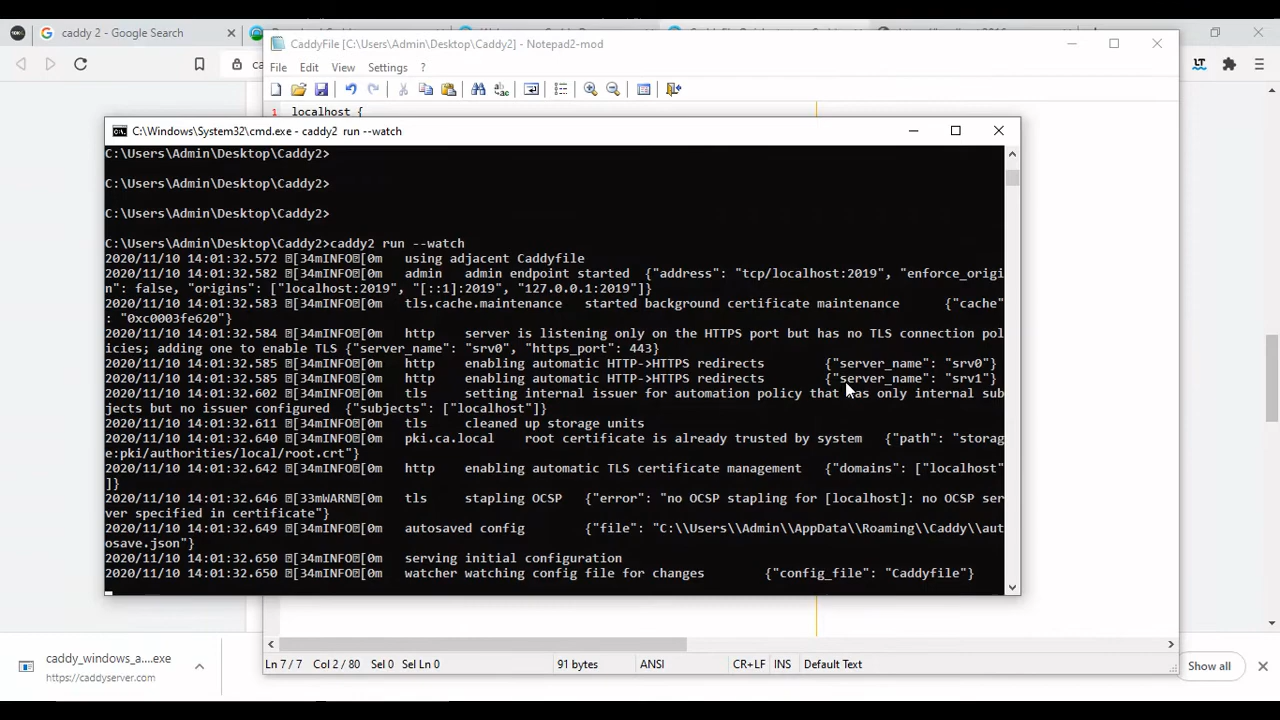 caddy 2 - Google Search
CaddyFile [C:\Users\Admin\Desktop\Caddy2] - Notepad2-mod
File Edit View Settings ?
1 localhost {
C:\Windows\System32\cmd.exe - caddy2 run --watch
C:\Users\Admin\Desktop\Caddy2>
C:\Users\Admin\Desktop\Caddy2>
C:\Users\Admin\Desktop\Caddy2>
C:\Users\Admin\Desktop\Caddy2>caddy2 run --watch
2020/11/10 14:01:32.572 [34mINFO[0m using adjacent Caddyfile
2020/11/10 14:01:32.582 [34mINFO[0m admin admin endpoint started {"address": "tcp/localhost:2019", "enforce_origi
n": false, "origins": ["localhost:2019", "[::1]:2019", "127.0.0.1:2019"]}
2020/11/10 14:01:32.583 [34mINFO[0m tls.cache.maintenance started background certificate maintenance {"cache"
: "0xc0003fe620"}
2020/11/10 14:01:32.584 [34mINFO[0m http server is listening only on the HTTPS port but has no TLS connection pol
icies; adding one to enable TLS {"server_name": "srv0", "https_port": 443}
2020/11/10 14:01:32.585 [34mINFO[0m http enabling automatic HTTP->HTTPS redirects {"server_name": "srv0"}
2020/11/10 14:01:32.585 [34mINFO[0m http enabling automatic HTTP->HTTPS redirects {"server_name": "srv1"}
2020/11/10 14:01:32.602 [34mINFO[0m tls setting internal issuer for automation policy that has only internal sub
jects but no issuer configured {"subjects": ["localhost"]}
2020/11/10 14:01:32.611 [34mINFO[0m tls cleaned up storage units
2020/11/10 14:01:32.640 [34mINFO[0m pki.ca.local root certificate is already trusted by system {"path": "storag
e:pki/authorities/local/root.crt"}
2020/11/10 14:01:32.642 [34mINFO[0m http enabling automatic TLS certificate management {"domains": ["localhost"
]}
2020/11/10 14:01:32.646 [33mWARN[0m tls stapling OCSP {"error": "no OCSP stapling for [localhost]: no OCSP ser
ver specified in certificate"}
2020/11/10 14:01:32.649 [34mINFO[0m autosaved config {"file": "C:\\Users\\Admin\\AppData\\Roaming\\Caddy\\aut
osave.json"}
2020/11/10 14:01:32.650 [34mINFO[0m serving initial configuration
2020/11/10 14:01:32.650 [34mINFO[0m watcher watching config file for changes {"config_file": "Caddyfile"}
Ln 7/7 Col 2/80 Sel 0 Sel Ln 0 91 bytes ANSI CR+LF INS Default Text
caddy_windows_a....exe
https://caddyserver.com
Show all